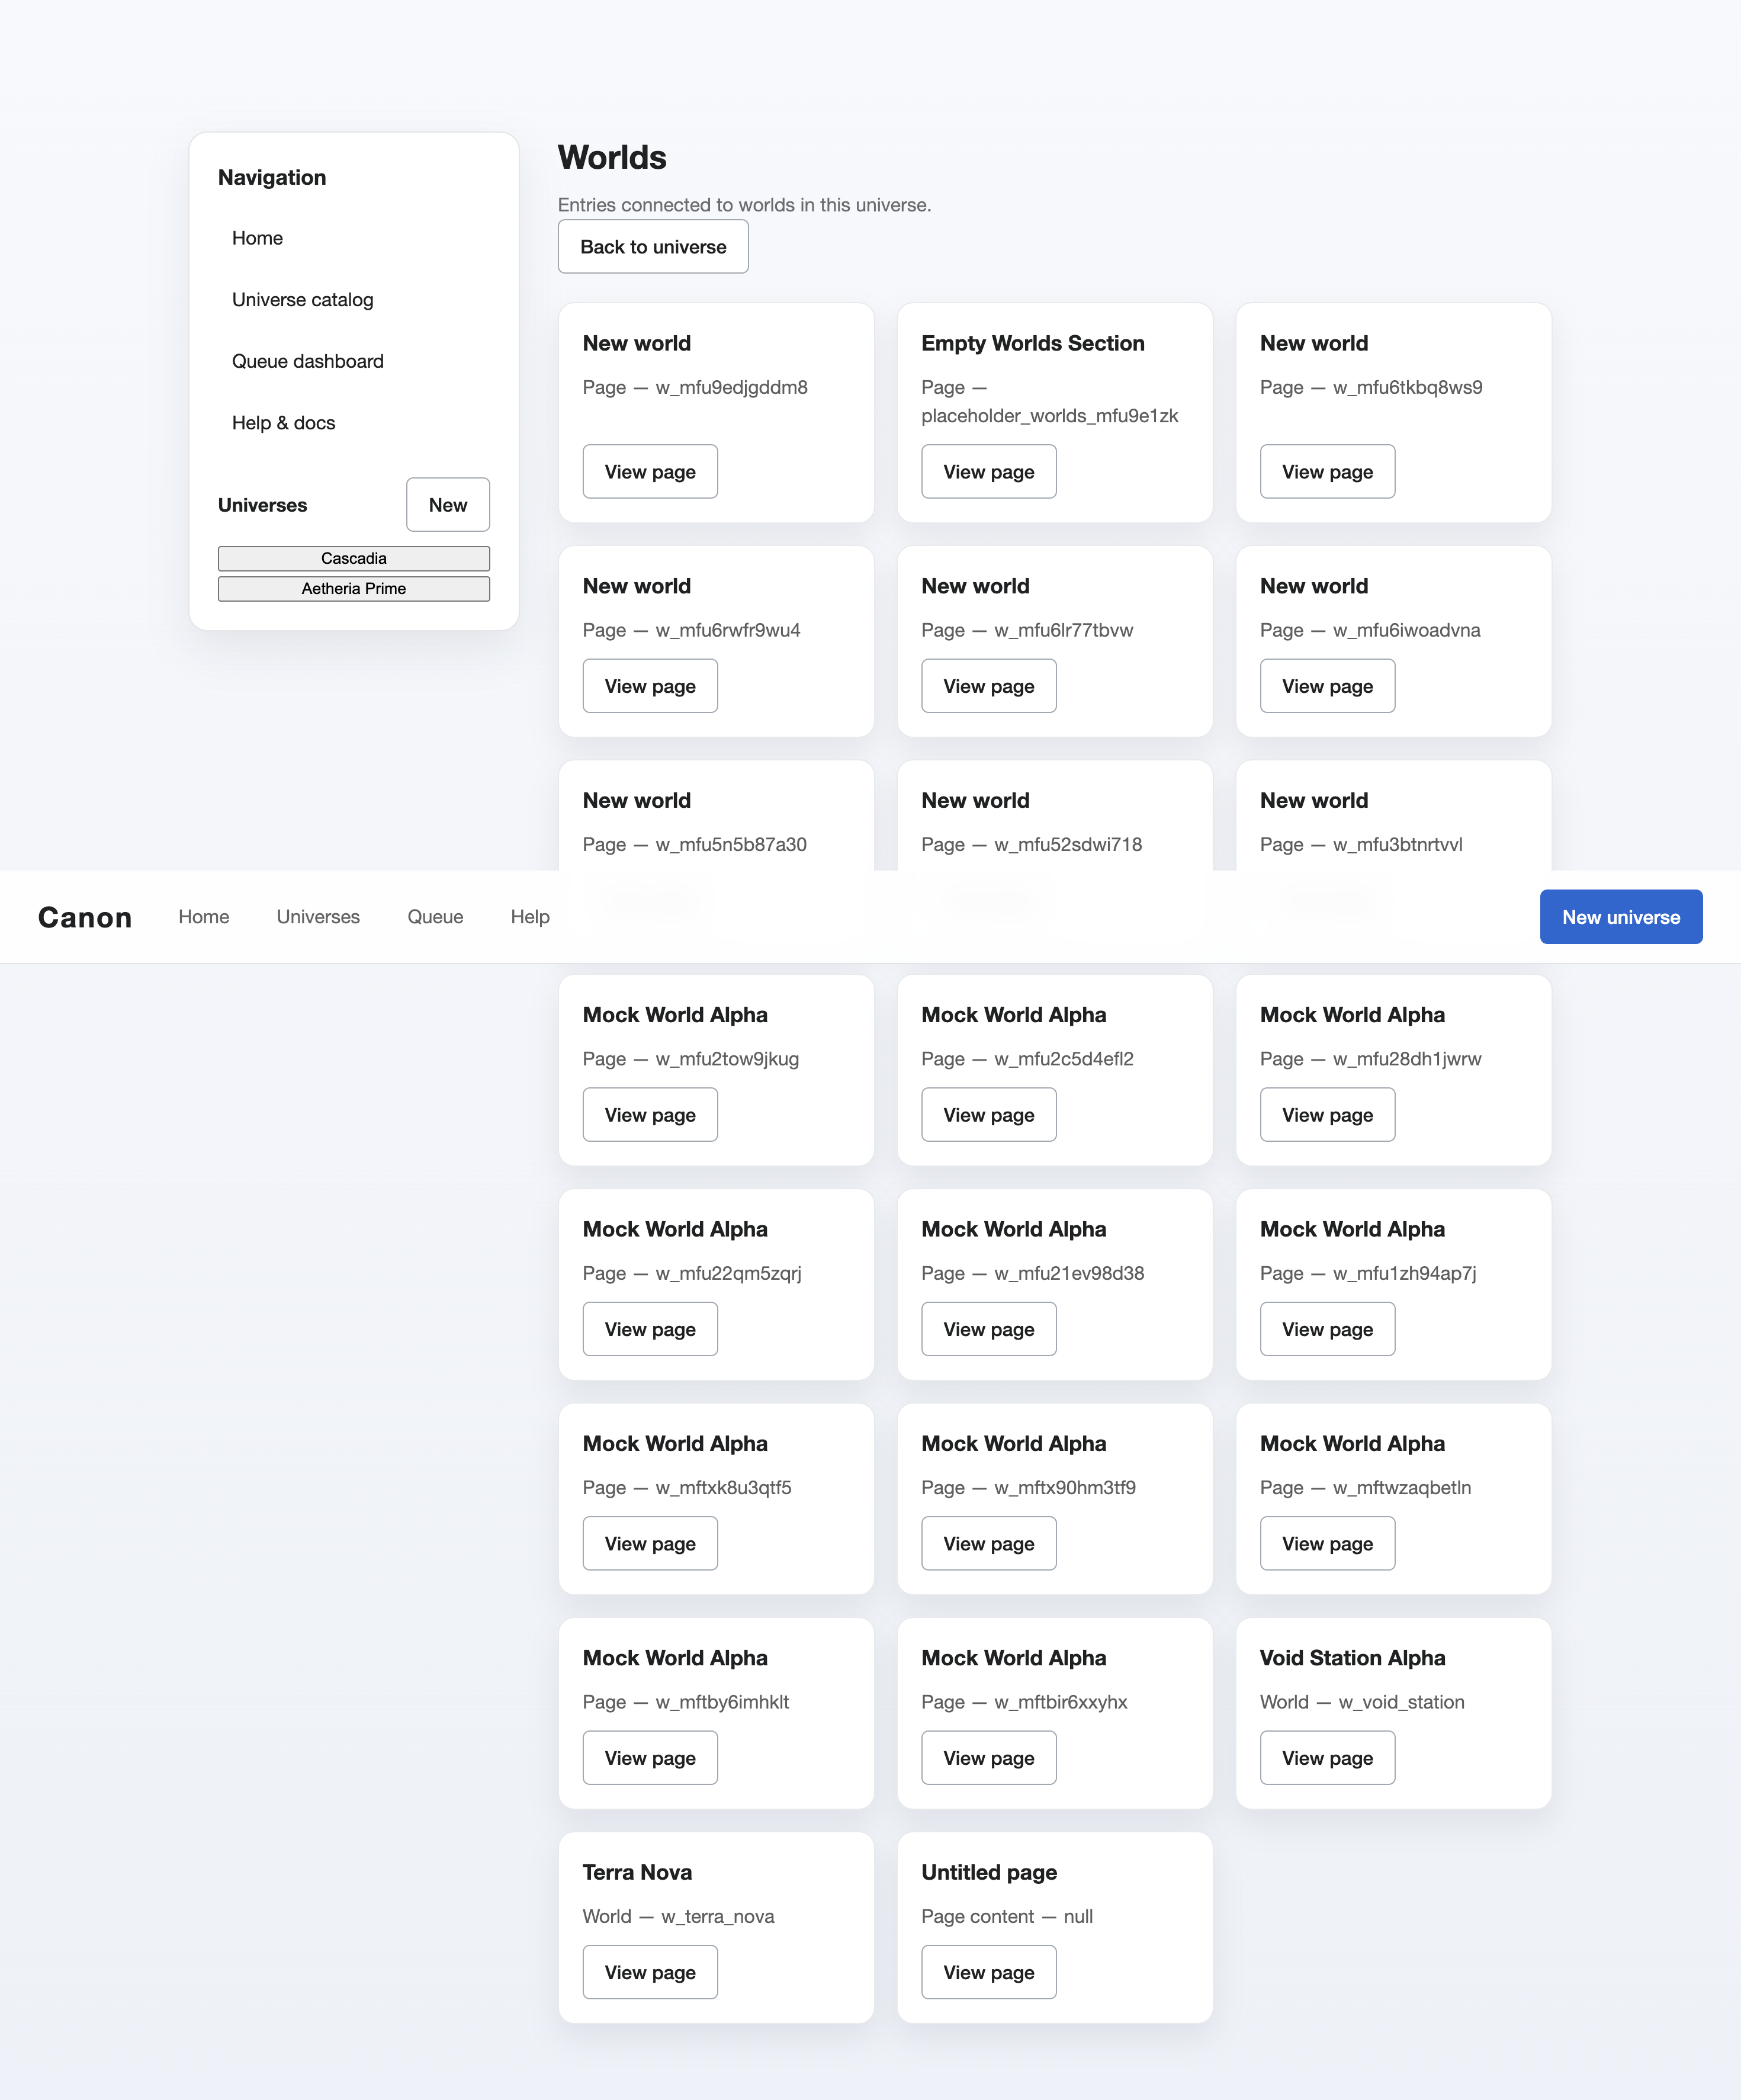 Navigation
Home
Universe catalog
Queue dashboard
Help & docs
Universes
New
Cascadia
Aetheria Prime
Worlds
Entries connected to worlds in this universe.
Back to universe
New world
Page — w_mfu9edjgddm8
View page
Empty Worlds Section
Page —
placeholder_worlds_mfu9e1zk
View page
New world
Page — w_mfu6tkbq8ws9
View page
New world
Page — w_mfu6rwfr9wu4
View page
New world
Page — w_mfu6lr77tbvw
View page
New world
Page — w_mfu6iwoadvna
View page
New world
Page — w_mfu5n5b87a30
New world
Page — w_mfu52sdwi718
New world
Page — w_mfu3btnrtvvl
Canon
Home
Universes
Queue
Help
New universe
Mock World Alpha
Page — w_mfu2tow9jkug
View page
Mock World Alpha
Page — w_mfu2c5d4efl2
View page
Mock World Alpha
Page — w_mfu28dh1jwrw
View page
Mock World Alpha
Page — w_mfu22qm5zqrj
View page
Mock World Alpha
Page — w_mfu21ev98d38
View page
Mock World Alpha
Page — w_mfu1zh94ap7j
View page
Mock World Alpha
Page — w_mftxk8u3qtf5
View page
Mock World Alpha
Page — w_mftx90hm3tf9
View page
Mock World Alpha
Page — w_mftwzaqbetln
View page
Mock World Alpha
Page — w_mftby6imhklt
View page
Mock World Alpha
Page — w_mftbir6xxyhx
View page
Void Station Alpha
World — w_void_station
View page
Terra Nova
World — w_terra_nova
View page
Untitled page
Page content — null
View page